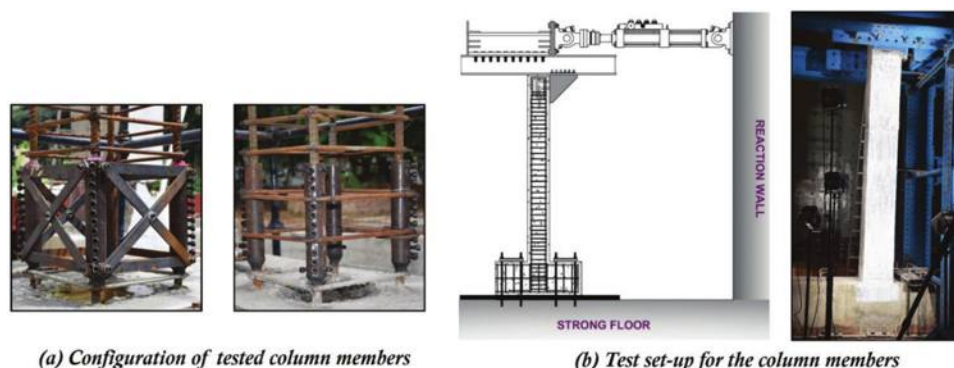 REACTION WALL
STRONG FLOOR
(a) Configuration of tested column members
(b) Test set-up for the column members